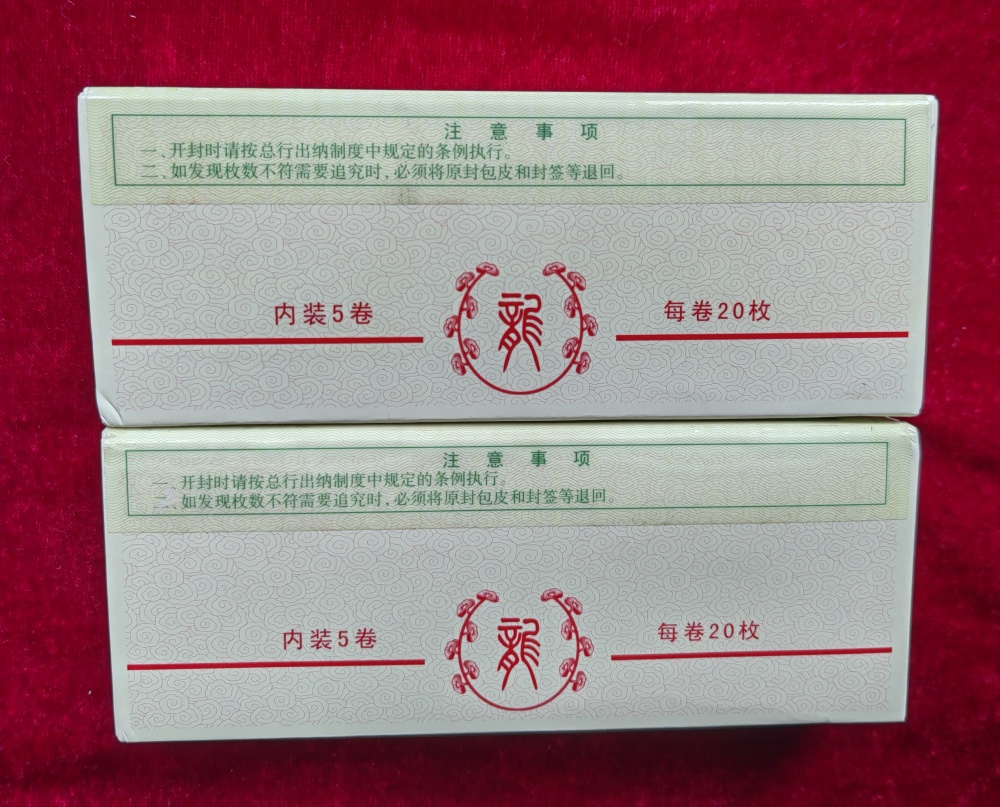 注意事项
一、开封时请按总行出纳制度中规定的条例执行。
二、如发现枚数不符需要追究时,必须将原封包皮和封签等退回。
内装5卷
龍
每卷20枚
注意事项
一、开封时请按总行出纳制度中规定的条例执行。
二、如发现枚数不符需要追究时,必须将原封包皮和封签等退回。
内装5卷
龍
每卷20枚